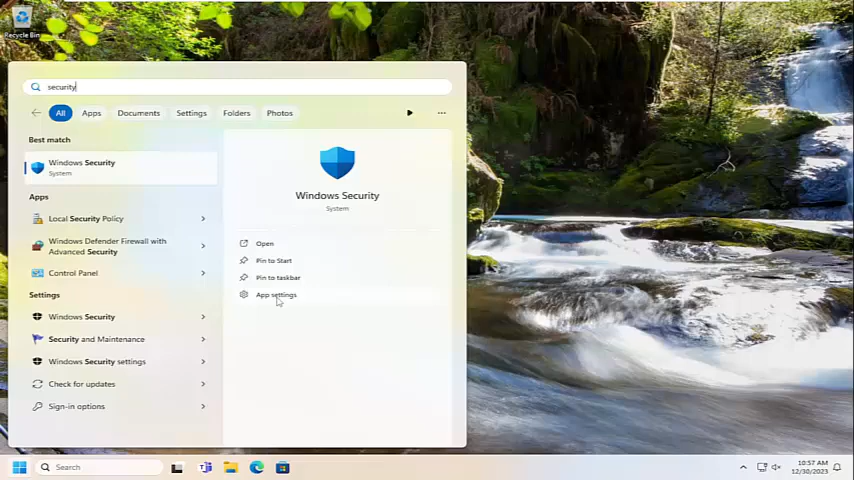 Recycle Bin
security
All Apps Documents Settings Folders Photos
Best match
Windows Security
System
Apps
Local Security Policy
Windows Defender Firewall with
Advanced Security
Control Panel
Settings
Windows Security
Security and Maintenance
Windows Security settings
Check for updates
Sign-in options
Windows Security
System
Open
Pin to Start
Pin to taskbar
App settings
Search
10:57 AM
12/30/2023